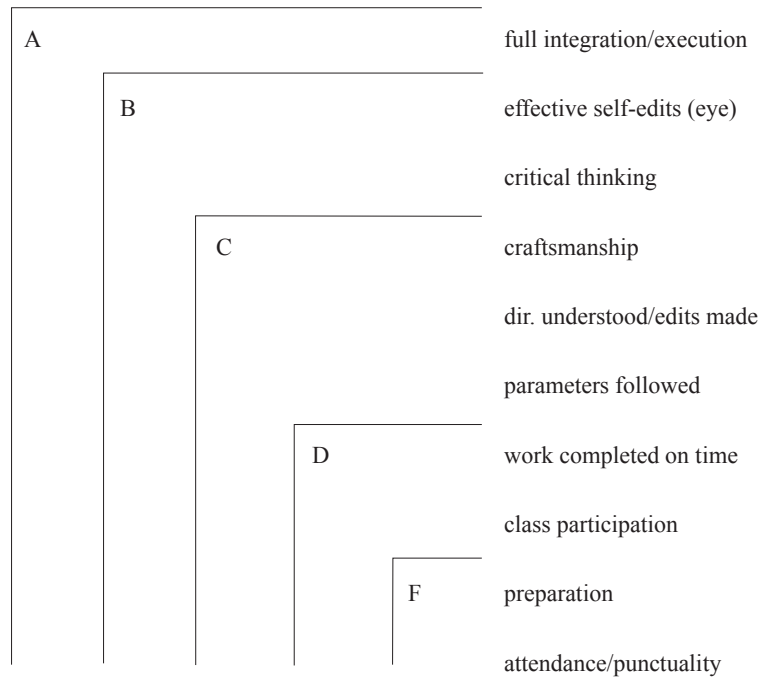 A full integration/execution
B effective self-edits (eye)
critical thinking
C craftsmanship
dir. understood/edits made
parameters followed
D work completed on time
class participation
F preparation
attendance/punctuality